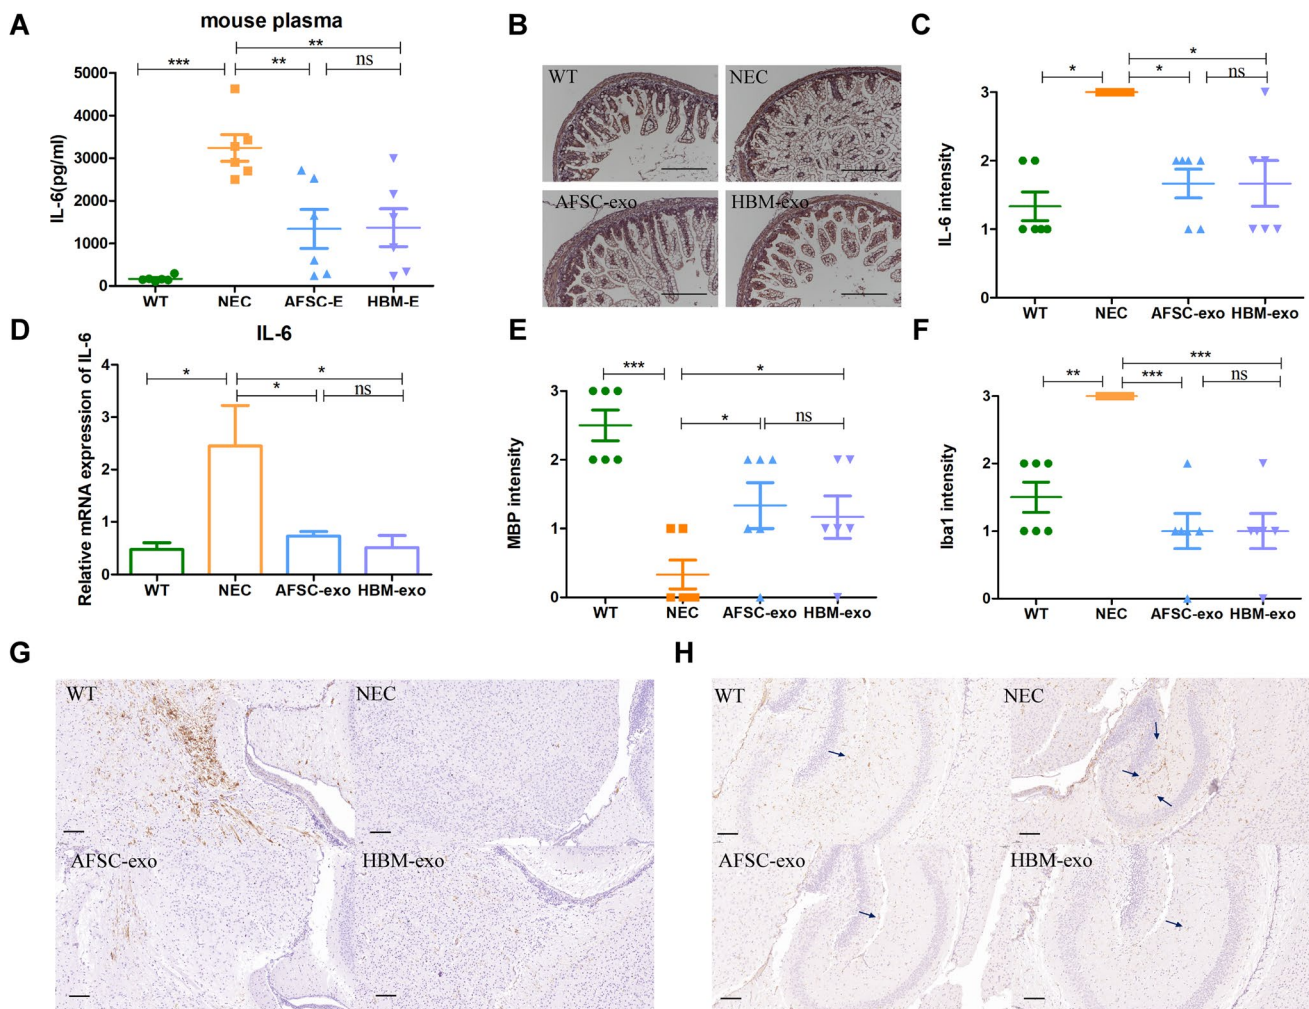 A
mouse plasma
***
**
**
ns
IL-6(pg/ml)
5000
4000
3000
2000
1000
0
WT
NEC
AFSC-E
HBM-E
B
WT
NEC
AFSC-exo
HBM-exo
C
*
*
*
ns
IL-6 intensity
3
2
1
0
WT
NEC
AFSC-exo
HBM-exo
D
IL-6
*
*
*
ns
Relative mRNA expression of IL-6
4
3
2
1
0
WT
NEC
AFSC-exo
HBM-exo
E
***
*
*
ns
MBP intensity
3
2
1
0
WT
NEC
AFSC-exo
HBM-exo
F
***
**
***
ns
Iba1 intensity
3
2
1
0
WT
NEC
AFSC-exo
HBM-exo
G
WT
NEC
AFSC-exo
HBM-exo
H
WT
NEC
AFSC-exo
HBM-exo